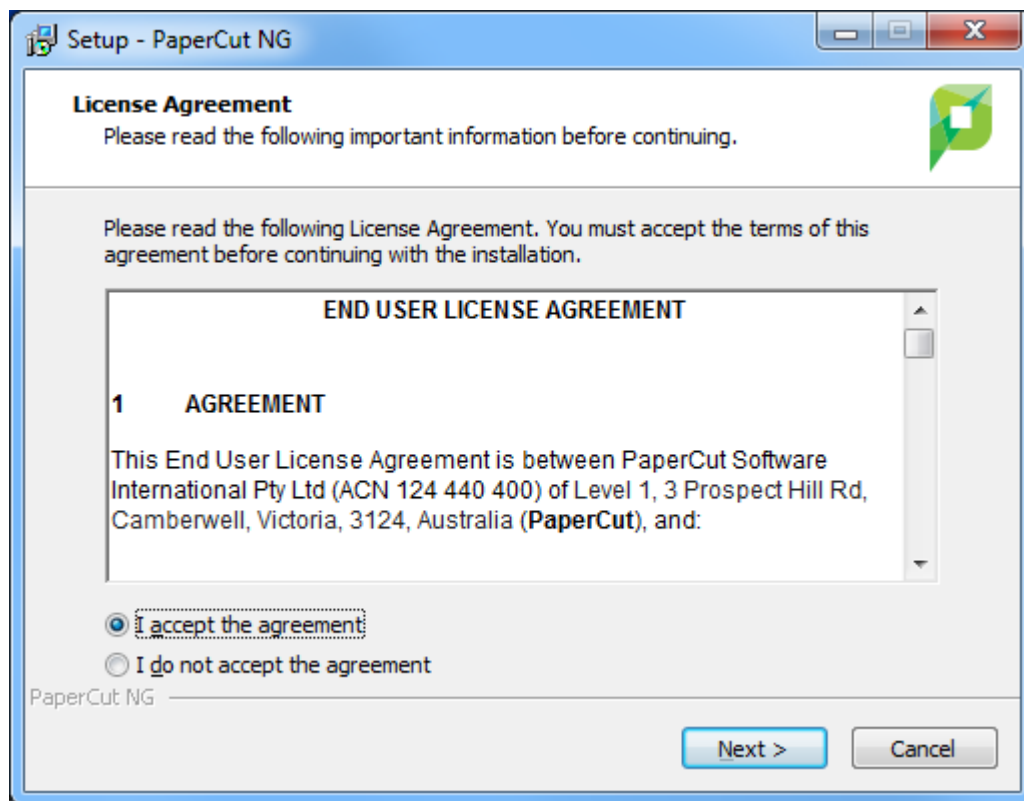 Setup - PaperCut NG
License Agreement
Please read the following important information before continuing.
Please read the following License Agreement. You must accept the terms of this
agreement before continuing with the installation.
END USER LICENSE AGREEMENT
1 AGREEMENT
This End User License Agreement is between PaperCut Software
International Pty Ltd (ACN 124 440 400) of Level 1, 3 Prospect Hill Rd,
Camberwell, Victoria, 3124, Australia (PaperCut), and:
I accept the agreement
I do not accept the agreement
PaperCut NG
Next >
Cancel